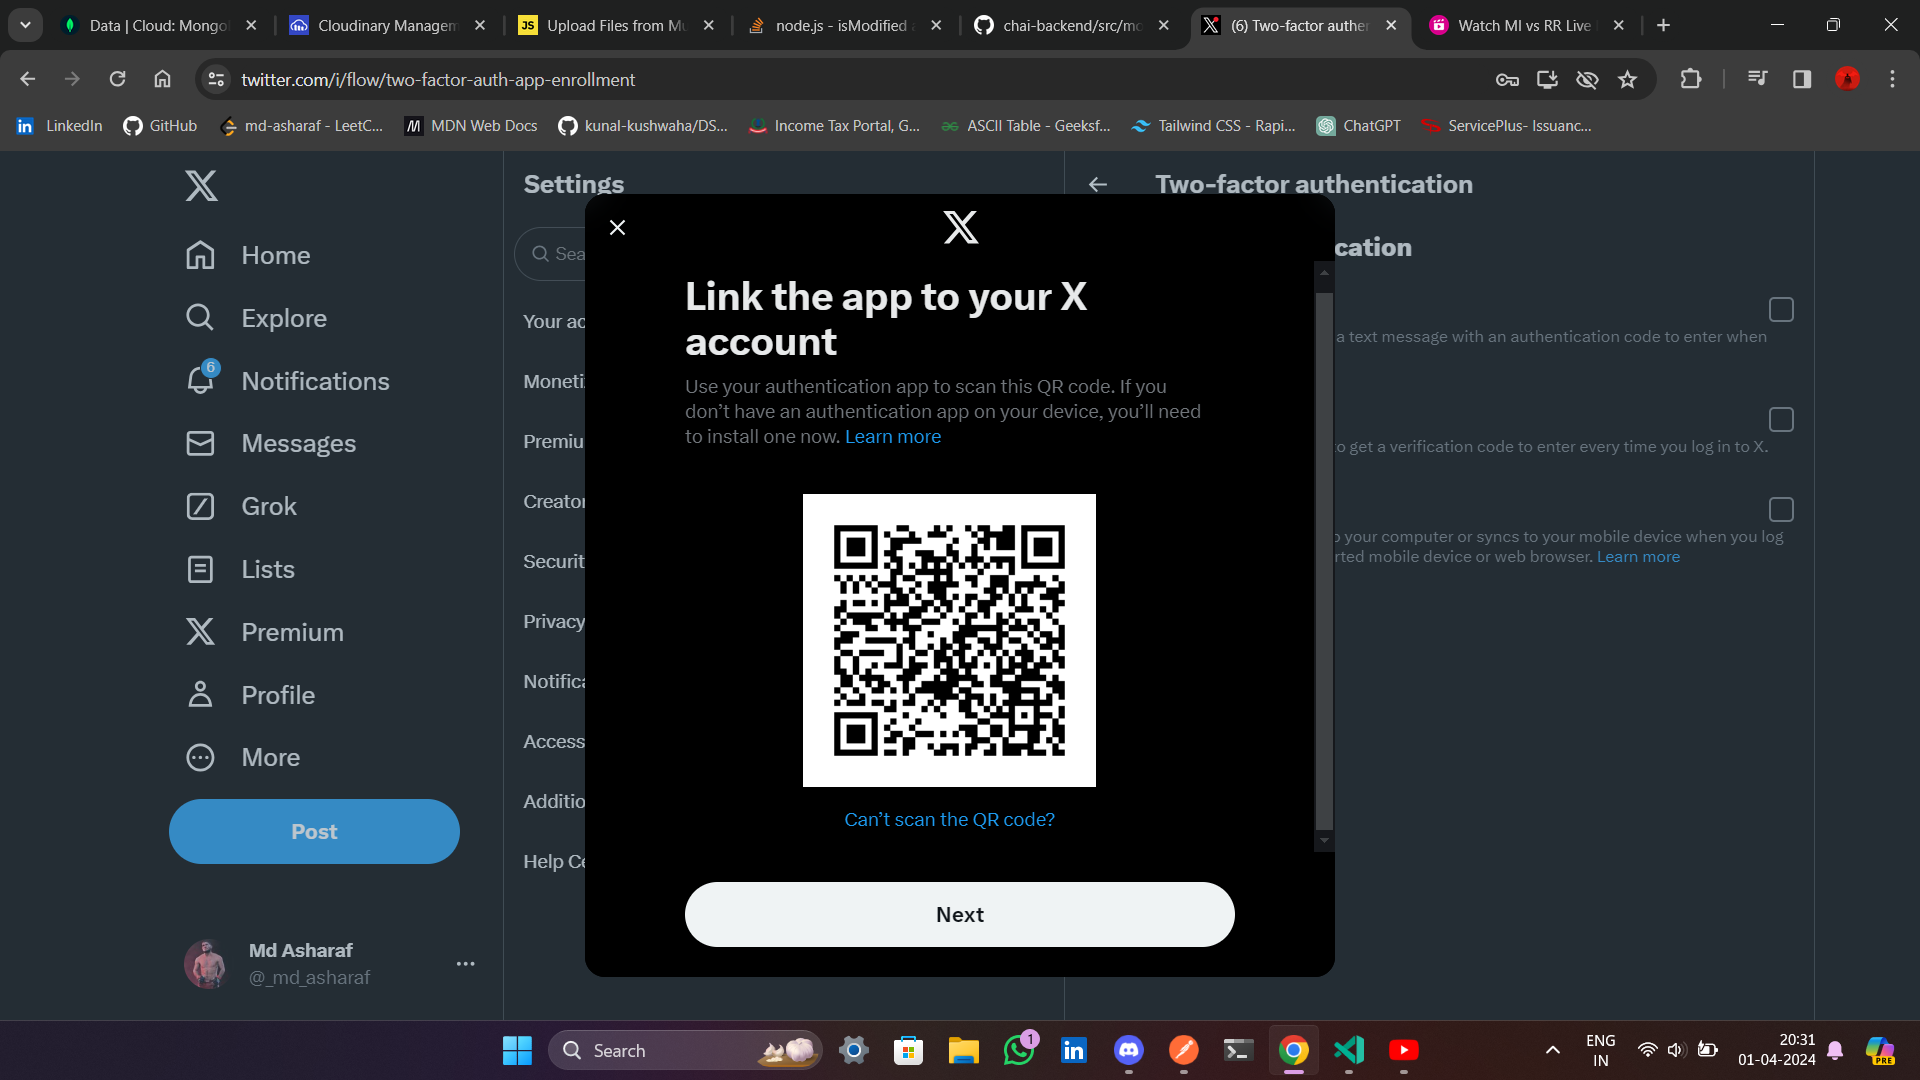 Data | Cloud: Mongo
Cloudinary Managem
Upload Files from Mu
node.js - isModified
chai-backend/src/mo
(6) Two-factor authen
Watch MI vs RR Live
twitter.com/i/flow/two-factor-auth-app-enrollment
LinkedIn
GitHub
md-asharaf - LeetC...
MDN Web Docs
kunal-kushwaha/DS...
Income Tax Portal, G...
ASCII Table - Geeksf...
Tailwind CSS - Rapi...
ChatGPT
ServicePlus- Issuanc...
Home
Explore
6
Notifications
Messages
Grok
Lists
Premium
Profile
More
Post
Md Asharaf
@_md_asharaf
Settings
Sea
Your ac
Moneti
Premiu
Creator
Securit
Privacy
Notifica
Access
Additio
Help Ce
Two-factor authentication
cation
a text message with an authentication code to enter when
to get a verification code to enter every time you log in to X.
o your computer or syncs to your mobile device when you log
rted mobile device or web browser. Learn more
Link the app to your X
account
Use your authentication app to scan this QR code. If you
don’t have an authentication app on your device, you’ll need
to install one now. Learn more
Can’t scan the QR code?
Next
Search
1
ENG
IN
20:31
01-04-2024
PRE